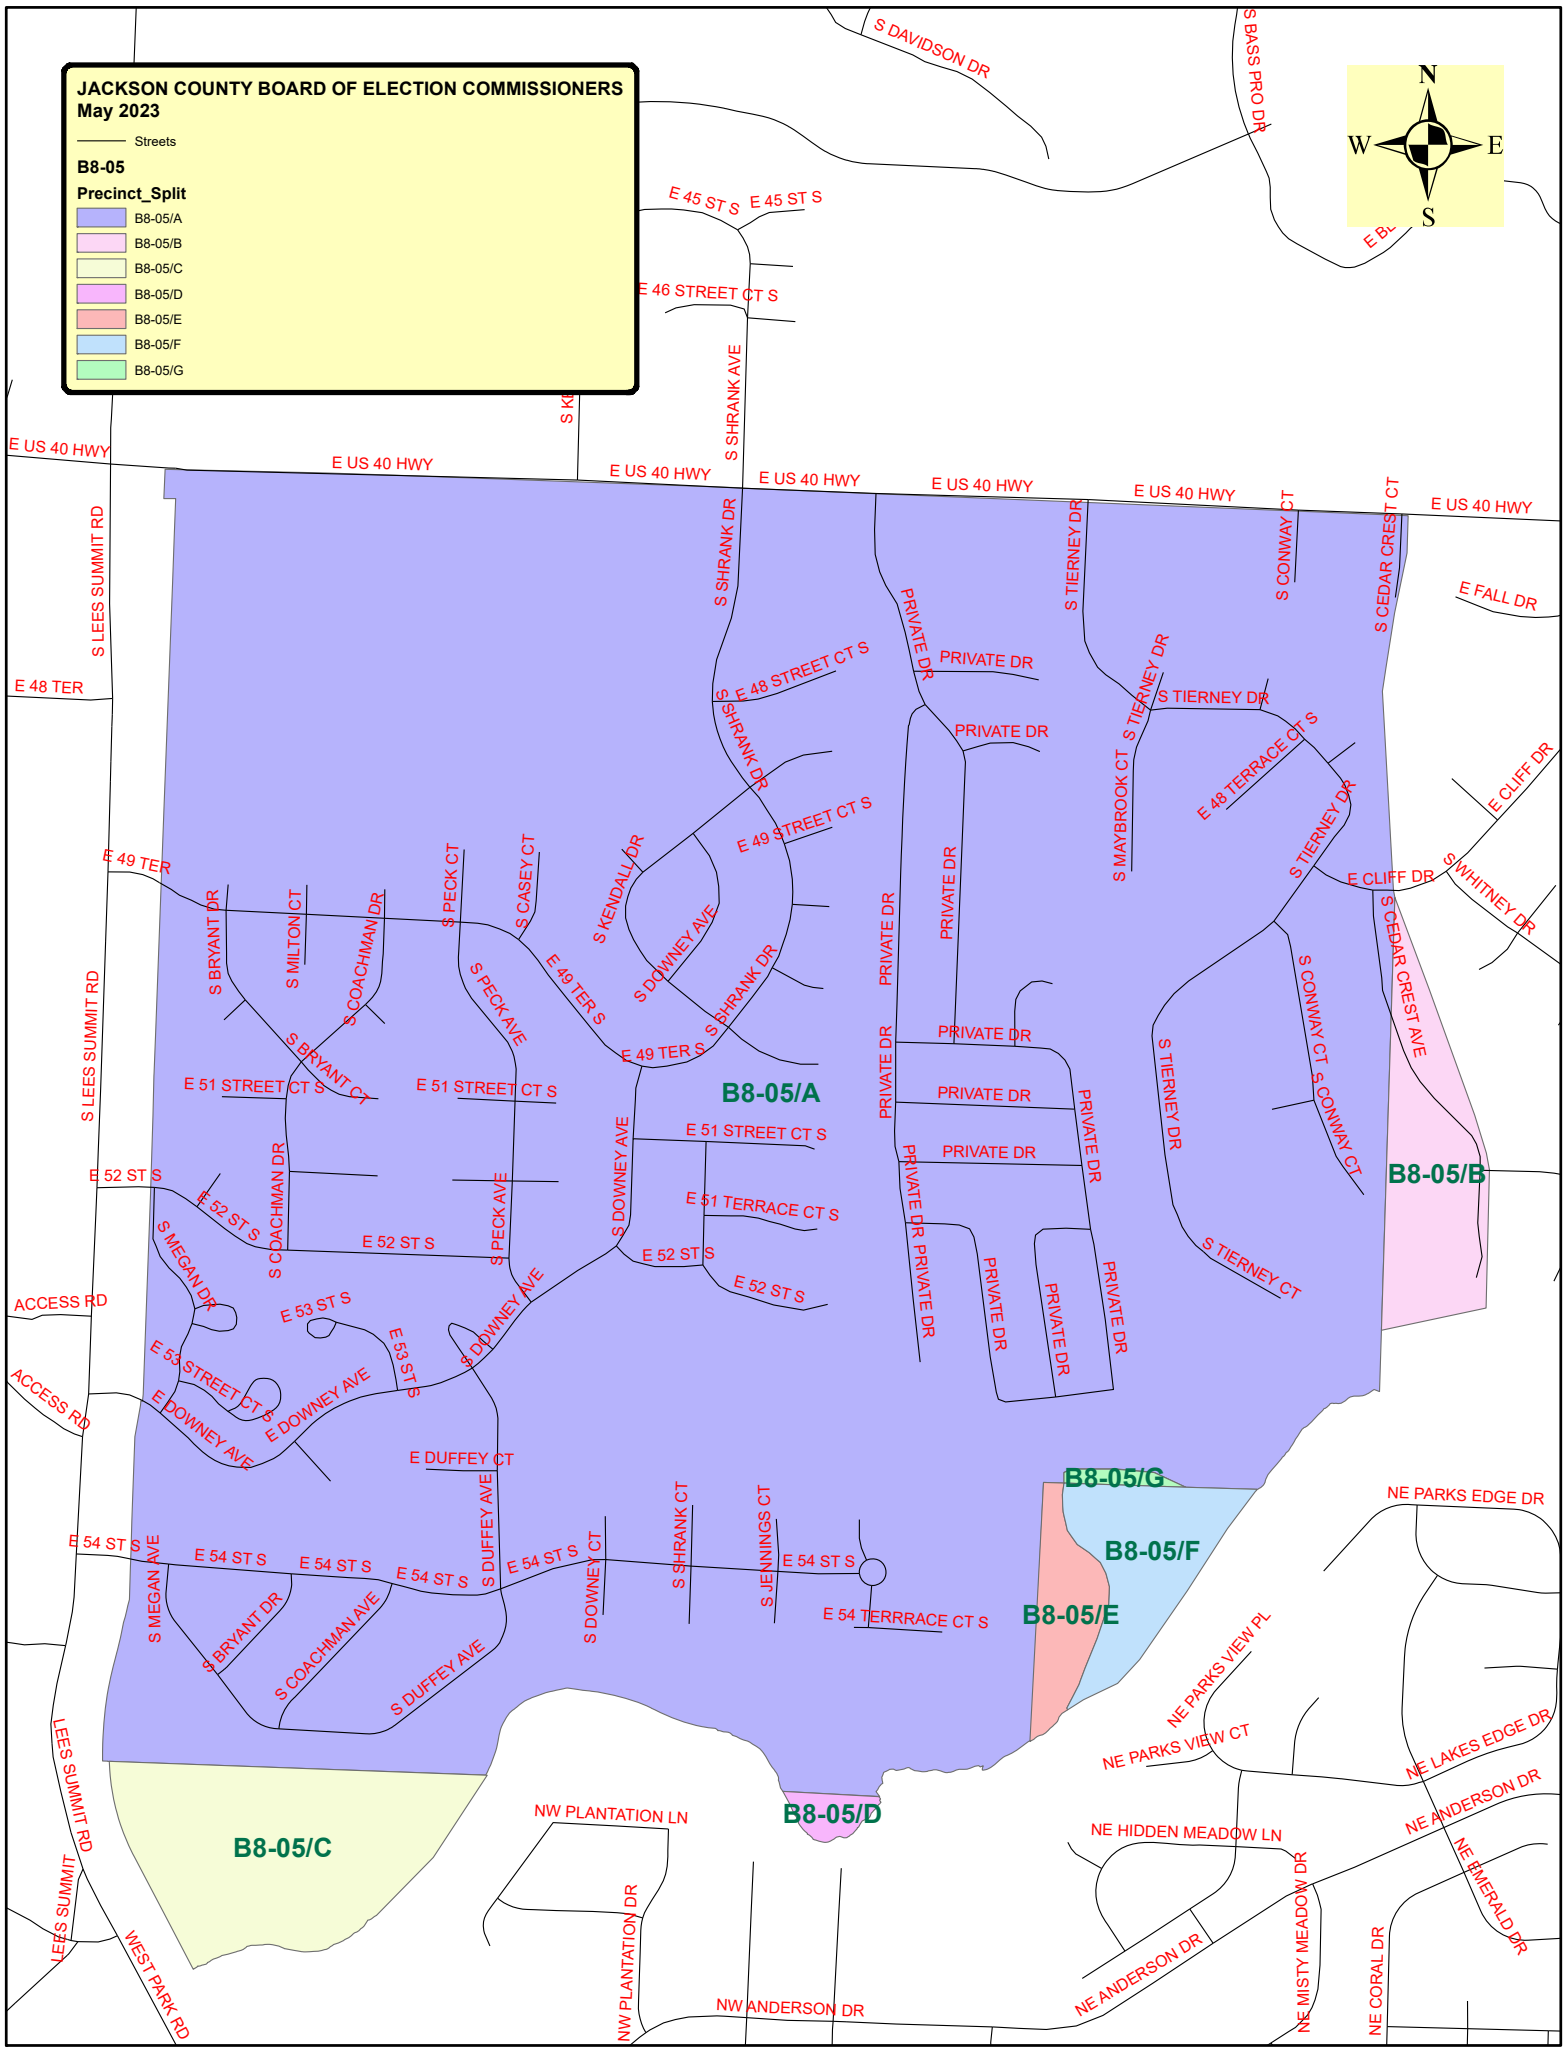 S DAVIDSON DR
S BASS PRO DR
N
W
E
S
JACKSON COUNTY BOARD OF ELECTION COMMISSIONERS
May 2023
Streets
B8-05
Precinct_Split
B8-05/A
B8-05/B
B8-05/C
B8-05/D
B8-05/E
B8-05/F
B8-05/G
E 45 ST S
E 45 ST S
E 46 STREET CT S
S SHRANK AVE
E US 40 HWY
E US 40 HWY
E US 40 HWY
E US 40 HWY
E US 40 HWY
E US 40 HWY
E US 40 HWY
S LEES SUMMIT RD
S SHRANK DR
S TIERNEY DR
S CONWAY CT
S CEDAR CREST CT
E FALL DR
PRIVATE DR
PRIVATE DR
E 48 TER
E 48 STREET CT S
S SHRANK DR
S TIERNEY DR
S TIERNEY DR
PRIVATE DR
E 48 TERRACE CT S
S MAYBROOK CT
E CLIFF DR
E 49 STREET CT S
S TIERNEY DR
E 49 TER
S PECK CT
S CASEY CT
S KENDALL DR
E CLIFF DR
S WHITNEY DR
S BRYANT DR
S MILTON CT
S COACHMAN DR
S DOWNEY AVE
PRIVATE DR
PRIVATE DR
S CEDAR CREST AVE
S PECK AVE
E 49 TER S
S SHRANK DR
S CONWAY CT
S LEES SUMMIT RD
S BRYANT CT
E 49 TER S
PRIVATE DR
PRIVATE DR
S TIERNEY DR
E 51 STREET CT S
E 51 STREET CT S
B8-05/A
PRIVATE DR
PRIVATE DR
S CONWAY CT
E 51 STREET CT S
S DOWNEY AVE
PRIVATE DR
B8-05/B
E 52 ST S
E 52 ST S
S COACHMAN DR
S PECK AVE
E 51 TERRACE CT S
PRIVATE DR
E 52 ST S
E 52 ST S
E 52 ST S
S TIERNEY CT
S MEGAN DR
PRIVATE DR
PRIVATE DR
PRIVATE DR
PRIVATE DR
ACCESS RD
E 53 ST S
E 53 ST S
S DOWNEY AVE
E 53 STREET CT S
ACCESS RD
E DOWNEY AVE
E DOWNEY AVE
E DUFFEY CT
B8-05/G
NE PARKS EDGE DR
S DUFFEY AVE
S SHRANK CT
S JENNINGS CT
E 54 ST S
E 54 ST S
E 54 ST S
E 54 ST S
E 54 ST S
E 54 ST S
S DOWNEY CT
B8-05/F
S MEGAN AVE
S BRYANT DR
S COACHMAN AVE
S DUFFEY AVE
E 54 TERRRACE CT S
B8-05/E
NE PARKS VIEW PL
NE PARKS VIEW CT
NE LAKES EDGE DR
LEES SUMMIT RD
B8-05/C
NW PLANTATION LN
B8-05/D
NE ANDERSON DR
NE HIDDEN MEADOW LN
LEES SUMMIT
NE EMERALD DR
WEST PARK RD
NW PLANTATION DR
NW ANDERSON DR
NE ANDERSON DR
NE MISTY MEADOW DR
NE CORAL DR